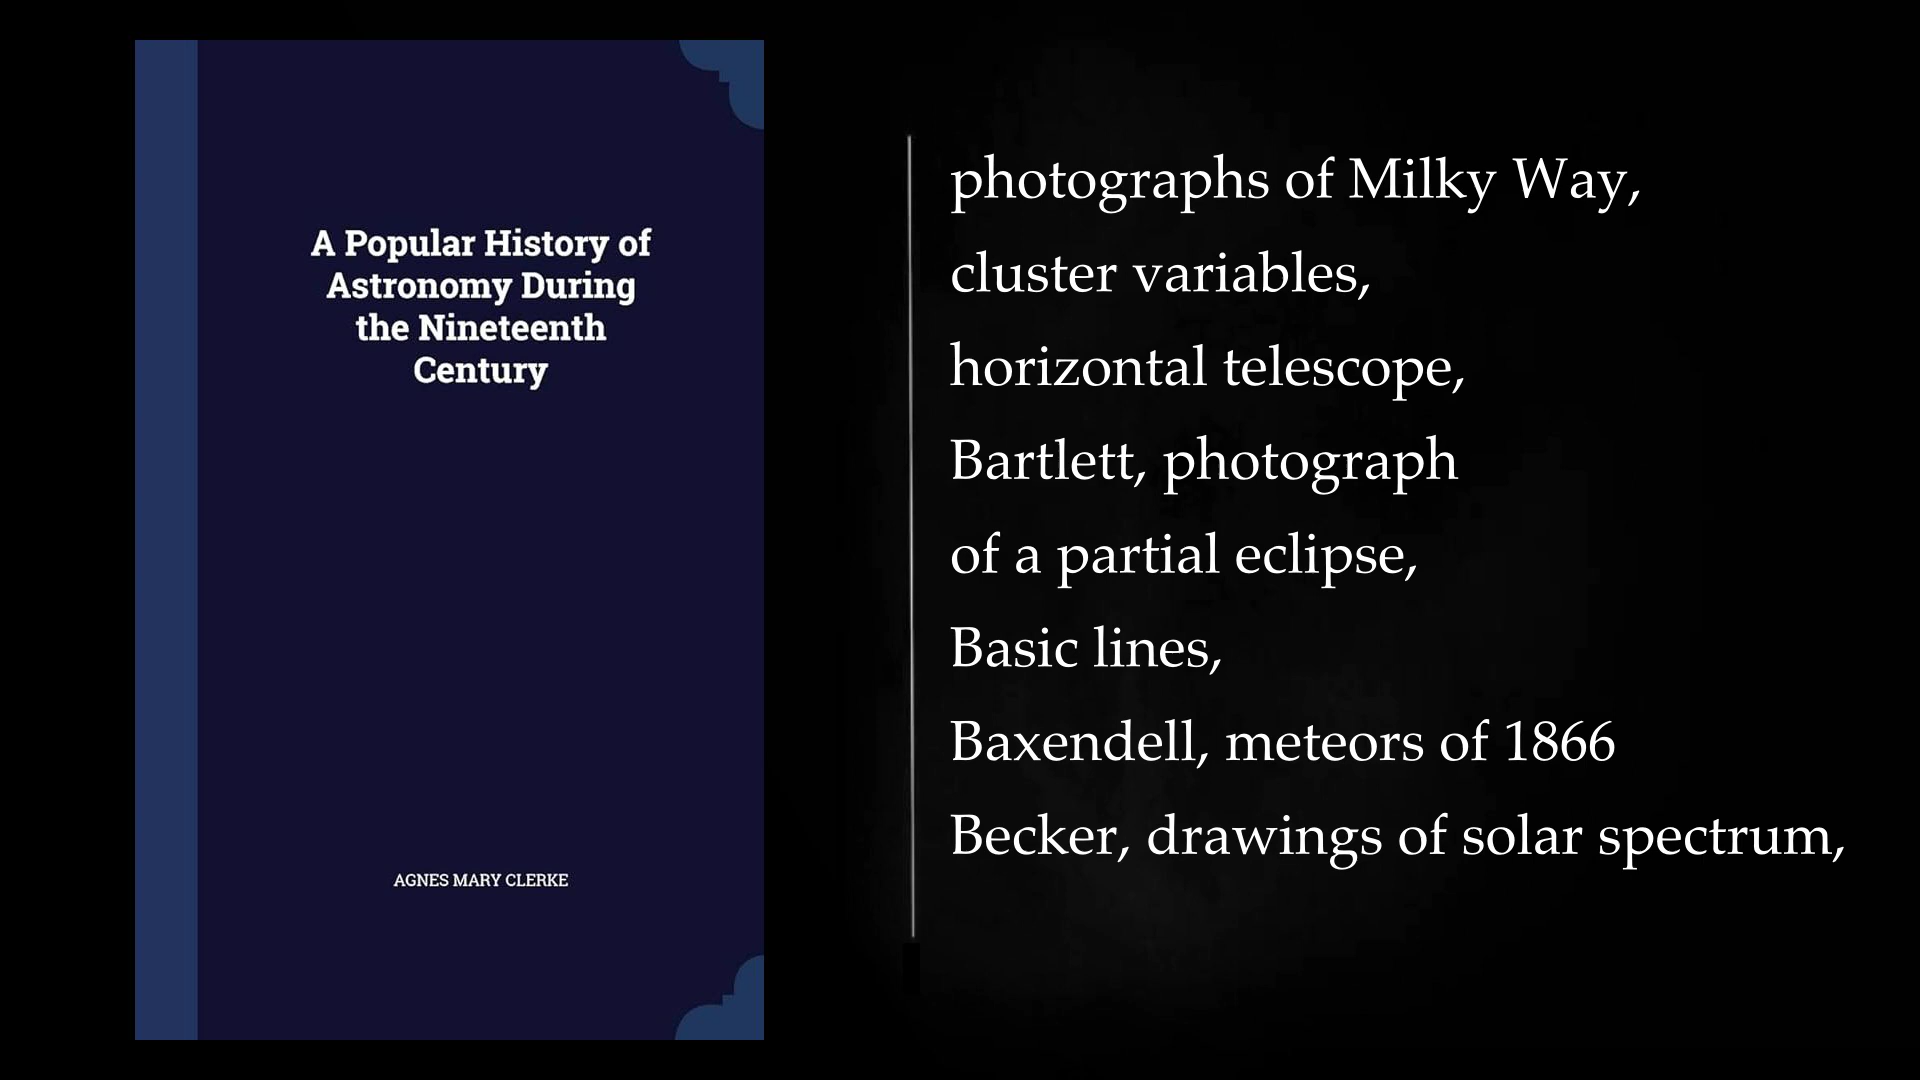 A Popular History of
Astronomy During
the Nineteenth
Century
AGNES MARY CLERKE
photographs of Milky Way,
cluster variables,
horizontal telescope,
Bartlett, photograph
of a partial eclipse,
Basic lines,
Baxendell, meteors of 1866
Becker, drawings of solar spectrum,